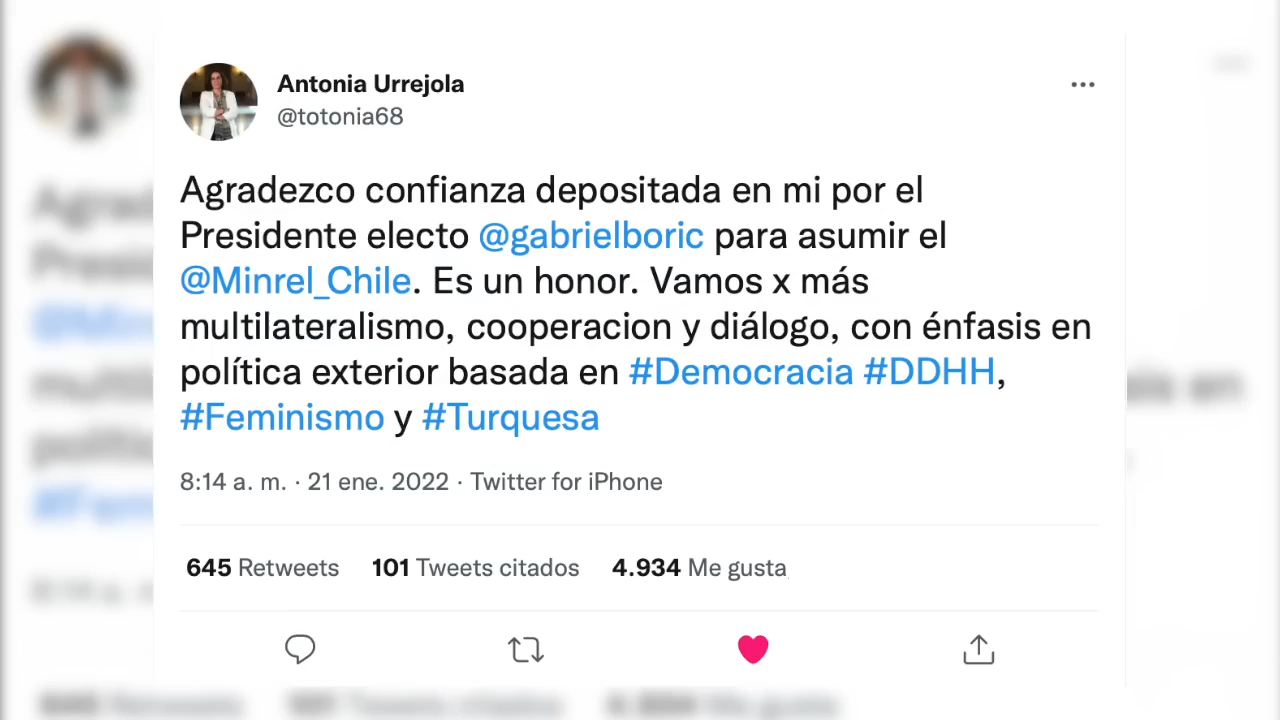 Antonia Urrejola
@totonia68
Agradezco confianza depositada en mi por el
Presidente electo @gabrielboric para asumir el
@Minrel_Chile. Es un honor. Vamos x más
multilateralismo, cooperacion y diálogo, con énfasis en
política exterior basada en #Democracia #DDHH,
#Feminismo y #Turquesa
8:14 a. m. · 21 ene. 2022 · Twitter for iPhone
645 Retweets 101 Tweets citados 4.934 Me gusta